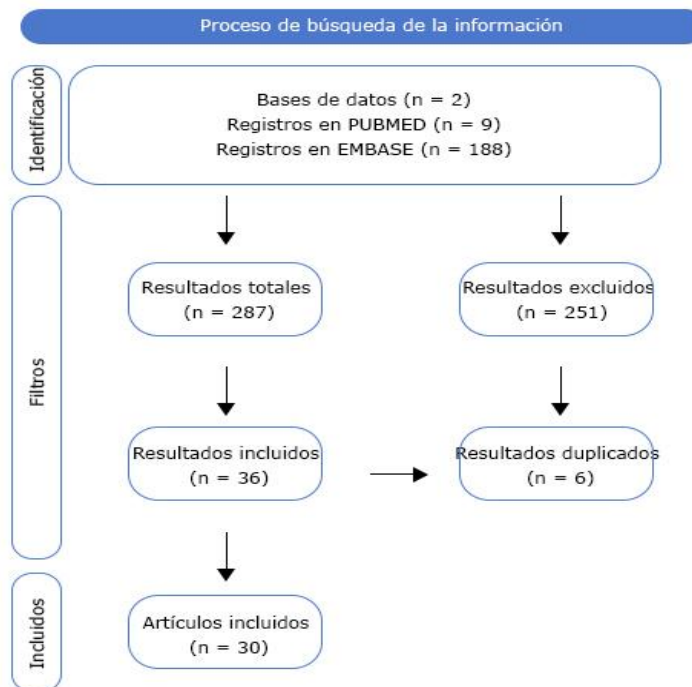 Proceso de búsqueda de la información
Identificación
Bases de datos (n = 2)
Registros en PUBMED (n = 9)
Registros en EMBASE (n = 188)
Filtros
Resultados totales
(n = 287)
Resultados excluidos
(n = 251)
Resultados incluidos
(n = 36)
Resultados duplicados
(n = 6)
Incluidos
Artículos incluidos
(n = 30)